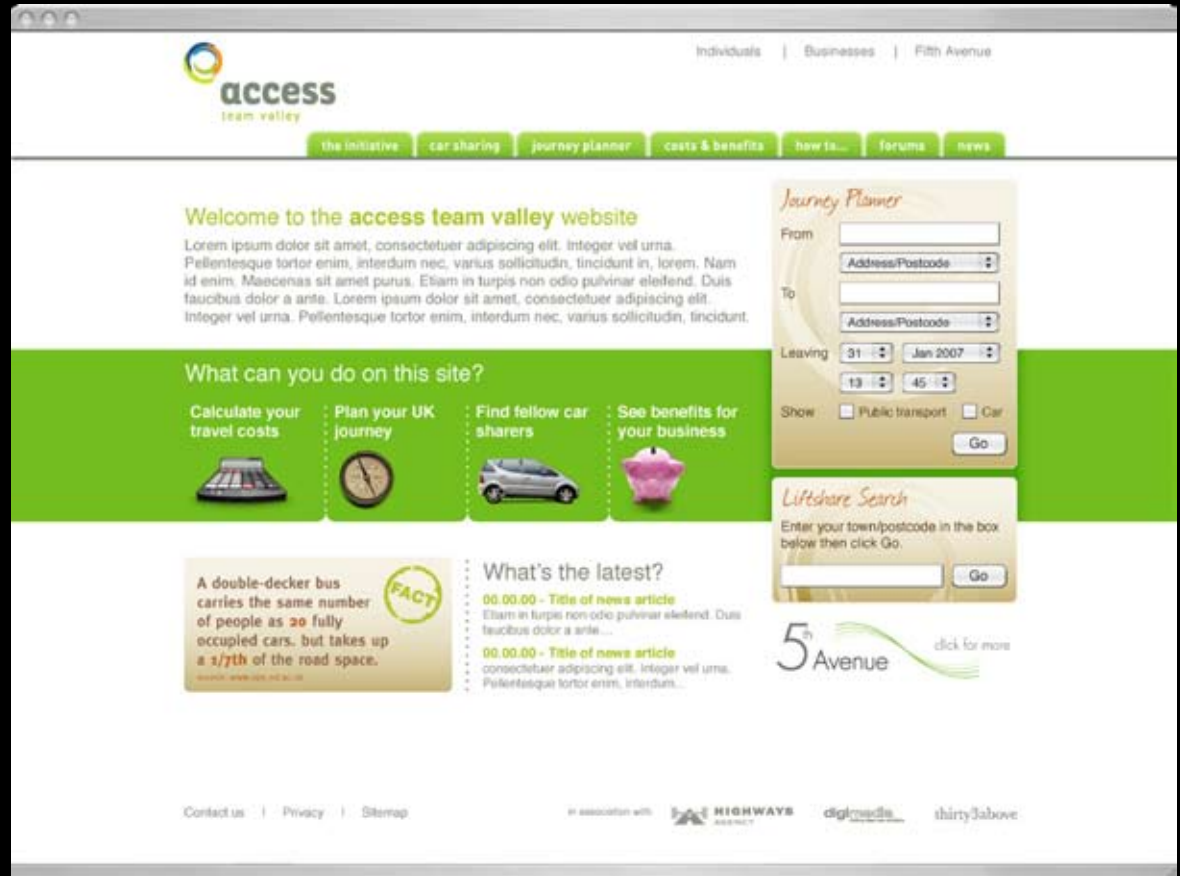 Individuals | Businesses | Fifth Avenue
access
team valley
the initiative
car sharing
journey planner
costs & benefits
how to...
forums
news
Welcome to the access team valley website
Lorem ipsum dolor sit amet, consectetuer adipiscing elit. Integer vel urna.
Pellentesque tortor enim, interdum nec, varius sollicitudin, tincidunt in, lorem. Nam
id enim. Maecenas sit amet purus. Etiam in turpis non odio pulvinar eleifend. Duis
faucibus dolor a ante. Lorem ipsum dolor sit amet, consectetuer adipiscing elit.
Integer vel urna. Pellentesque tortor enim, interdum nec, varius sollicitudin, tincidunt.
Journey Planner
From
Address/Postcode
To
Address/Postcode
Leaving 31 Jan 2007
13 45
Show Public transport Car
Go
What can you do on this site?
Calculate your
travel costs
Plan your UK
journey
Find fellow car
sharers
See benefits for
your business
Liftshare Search
Enter your town/postcode in the box
below then click Go.
Go
A double-decker bus
carries the same number
of people as 20 fully
occupied cars. but takes up
a 1/7th of the road space.
FACT
What's the latest?
00.00.00 - Title of news article
Etiam in turpis non odio pulvinar eleifend. Duis
faucibus dolor a ante...
00.00.00 - Title of news article
consectetuer adipiscing elit. Integer vel urna.
Pellentesque tortor enim, interdum...
5th Avenue
click for more
Contact us | Privacy | Sitemap
in association with
HIGHWAYS
AGENCY
digimedia
thirty3above